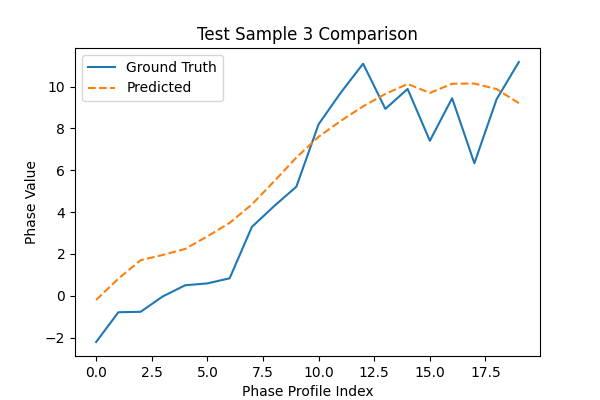 Test Sample 3 Comparison
Ground Truth
Predicted
Phase Value
10
8
6
4
2
0
−2
0.0 2.5 5.0 7.5 10.0 12.5 15.0 17.5
Phase Profile Index